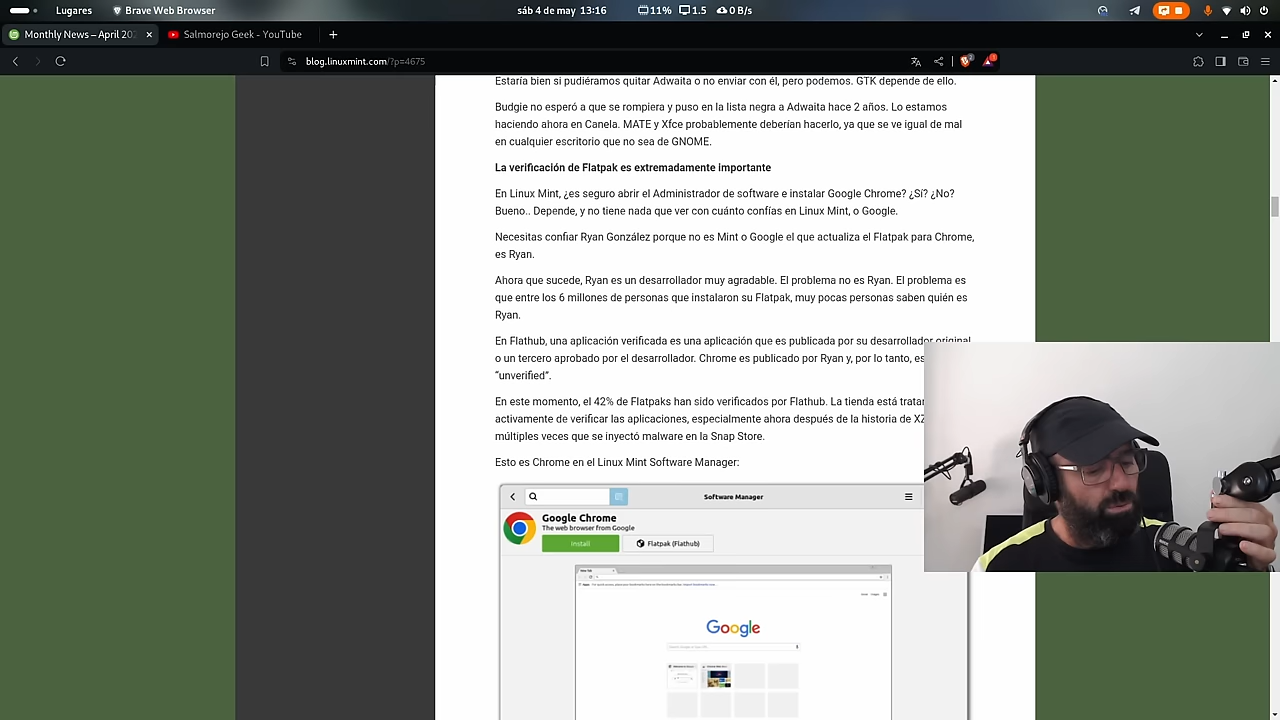 Lugares
Brave Web Browser
sáb 4 de may 13:16
11%
1.5
0 B/s
Monthly News – April 202
Salmorejo Geek - YouTube
blog.linuxmint.com/?p=4675
Estaría bien si pudiéramos quitar Adwaita o no enviar con él, pero podemos. GTK depende de ello.
Budgie no esperó a que se rompiera y puso en la lista negra a Adwaita hace 2 años. Lo estamos
haciendo ahora en Canela. MATE y Xfce probablemente deberían hacerlo, ya que se ve igual de mal
en cualquier escritorio que no sea de GNOME.
La verificación de Flatpak es extremadamente importante
En Linux Mint, ¿es seguro abrir el Administrador de software e instalar Google Chrome? ¿Sí? ¿No?
Bueno.. Depende, y no tiene nada que ver con cuánto confías en Linux Mint, o Google.
Necesitas confiar Ryan González porque no es Mint o Google el que actualiza el Flatpak para Chrome,
es Ryan.
Ahora que sucede, Ryan es un desarrollador muy agradable. El problema no es Ryan. El problema es
que entre los 6 millones de personas que instalaron su Flatpak, muy pocas personas saben quién es
Ryan.
En Flathub, una aplicación verificada es una aplicación que es publicada por su desarrollador original
o un tercero aprobado por el desarrollador. Chrome es publicado por Ryan y, por lo tanto, es
“unverified”.
En este momento, el 42% de Flatpaks han sido verificados por Flathub. La tienda está tratan
activamente de verificar las aplicaciones, especialmente ahora después de la historia de XZ
múltiples veces que se inyectó malware en la Snap Store.
Esto es Chrome en el Linux Mint Software Manager:
Software Manager
Google Chrome
The web browser from Google
Install
Flatpak (Flathub)
Google